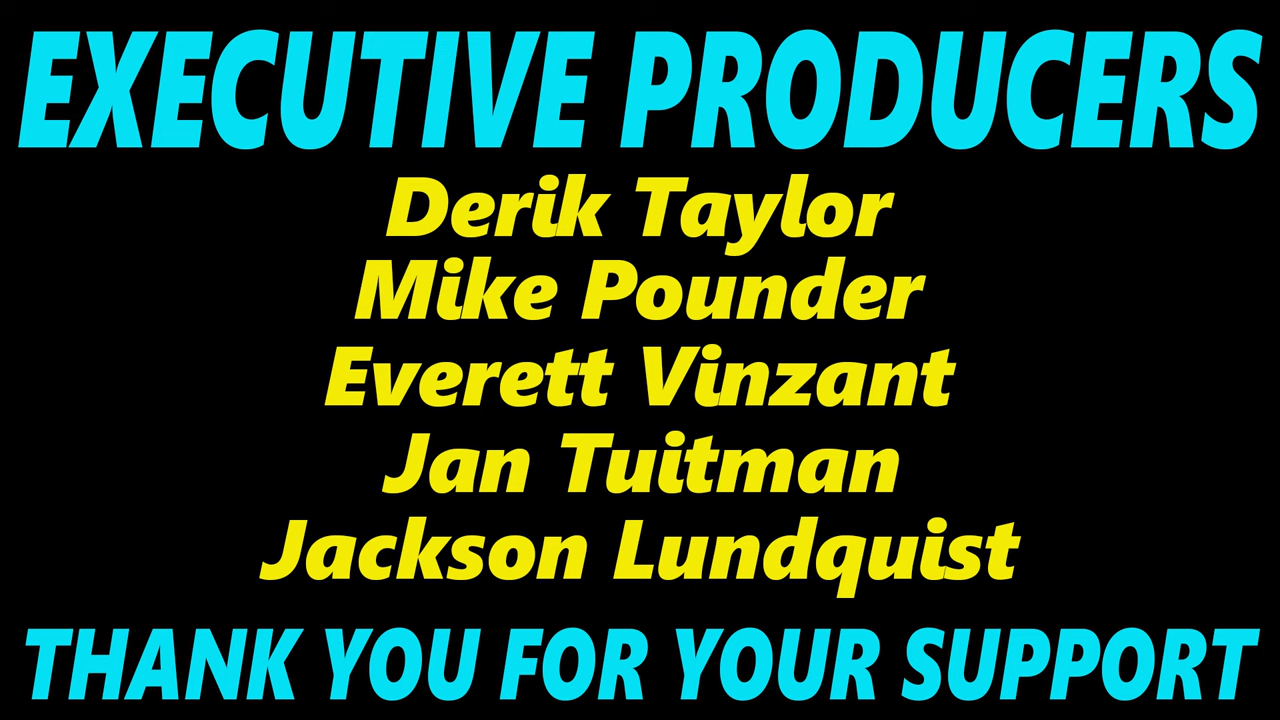 EXECUTIVE PRODUCERS
Derik Taylor
Mike Pounder
Everett Vinzant
Jan Tuitman
Jackson Lundquist
THANK YOU FOR YOUR SUPPORT